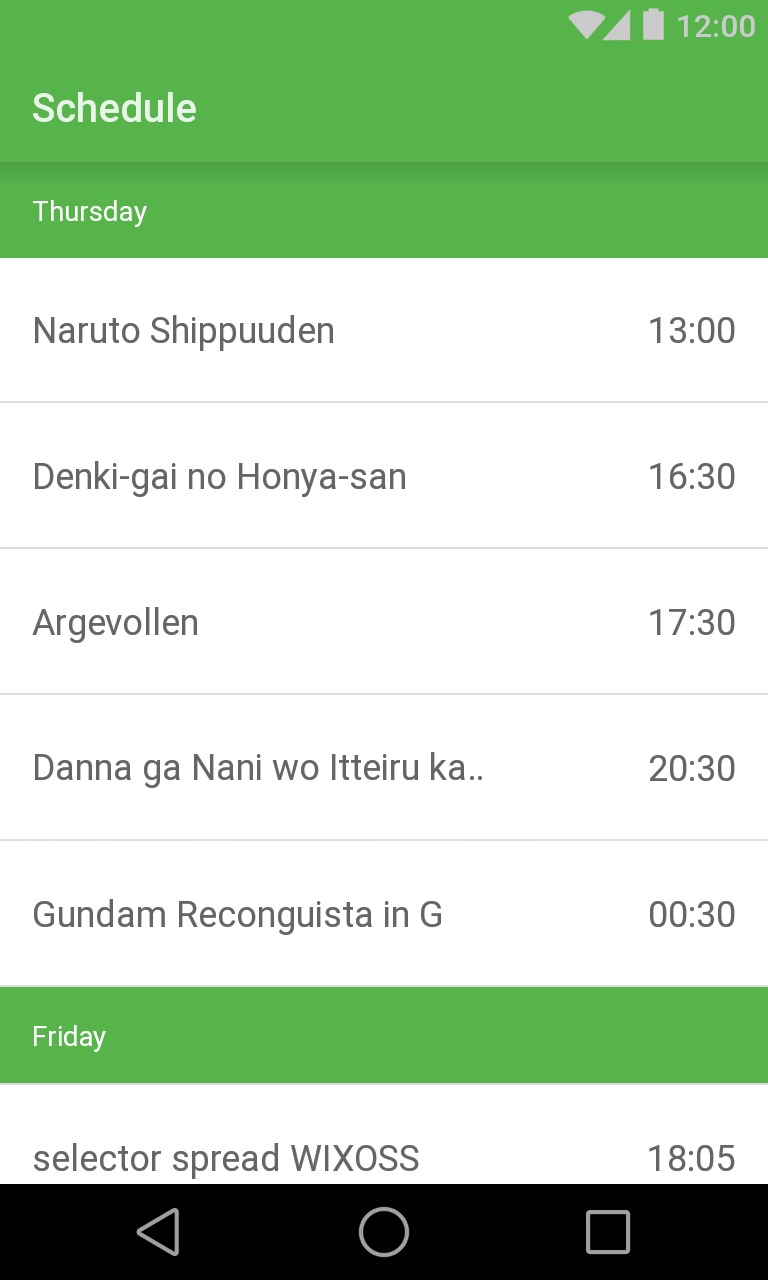 12:00
Schedule
Thursday
Naruto Shippuuden 13:00
Denki-gai no Honya-san 16:30
Argevollen 17:30
Danna ga Nani wo Itteiru ka.. 20:30
Gundam Reconguista in G 00:30
Friday
selector spread WIXOSS 18:05